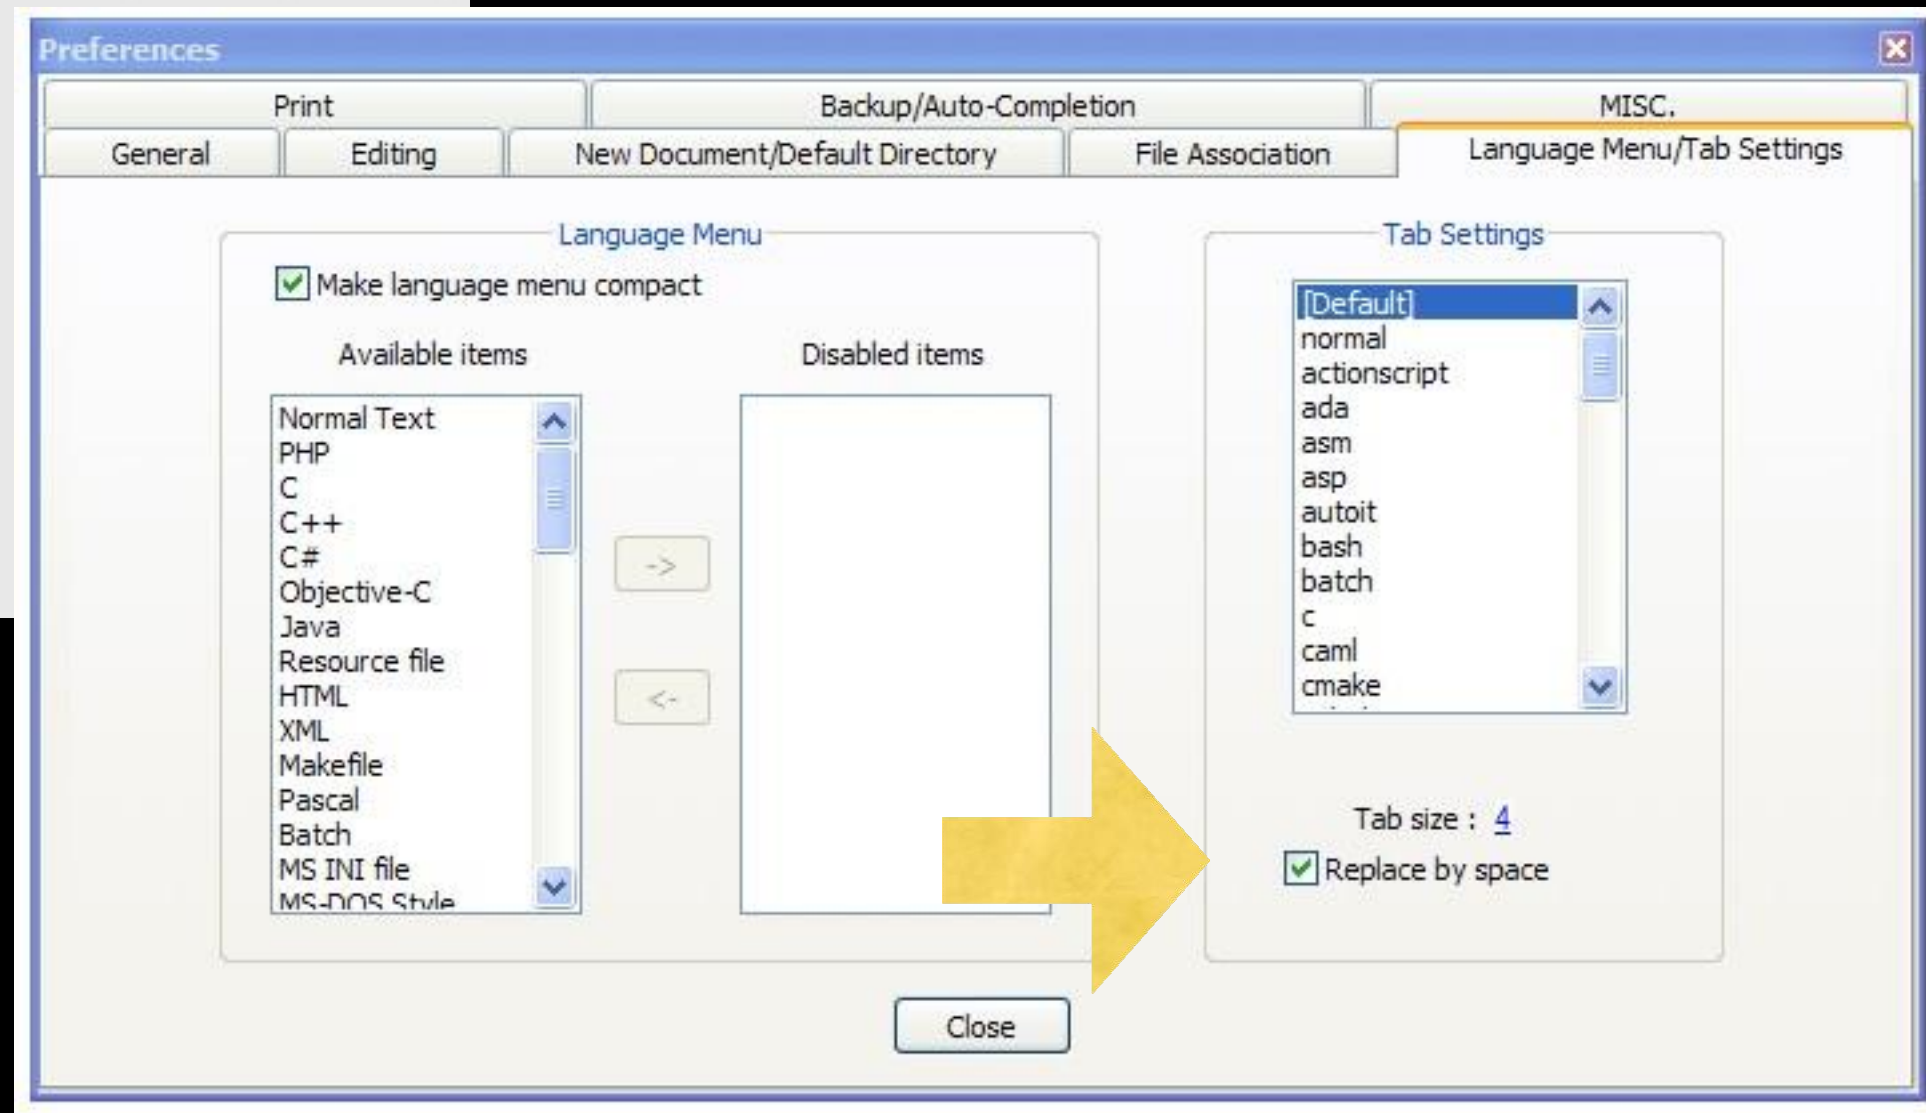 Preferences
Print
Backup/Auto-Completion
MISC.
General
Editing
New Document/Default Directory
File Association
Language Menu/Tab Settings
Language Menu
Make language menu compact
Available items
Disabled items
Normal Text
PHP
C
C++
C#
Objective-C
Java
Resource file
HTML
XML
Makefile
Pascal
Batch
MS INI file
MS-DOS Style
->
<-
Tab Settings
[Default]
normal
actionscript
ada
asm
asp
autoit
bash
batch
c
caml
cmake
Tab size : 4
Replace by space
Close